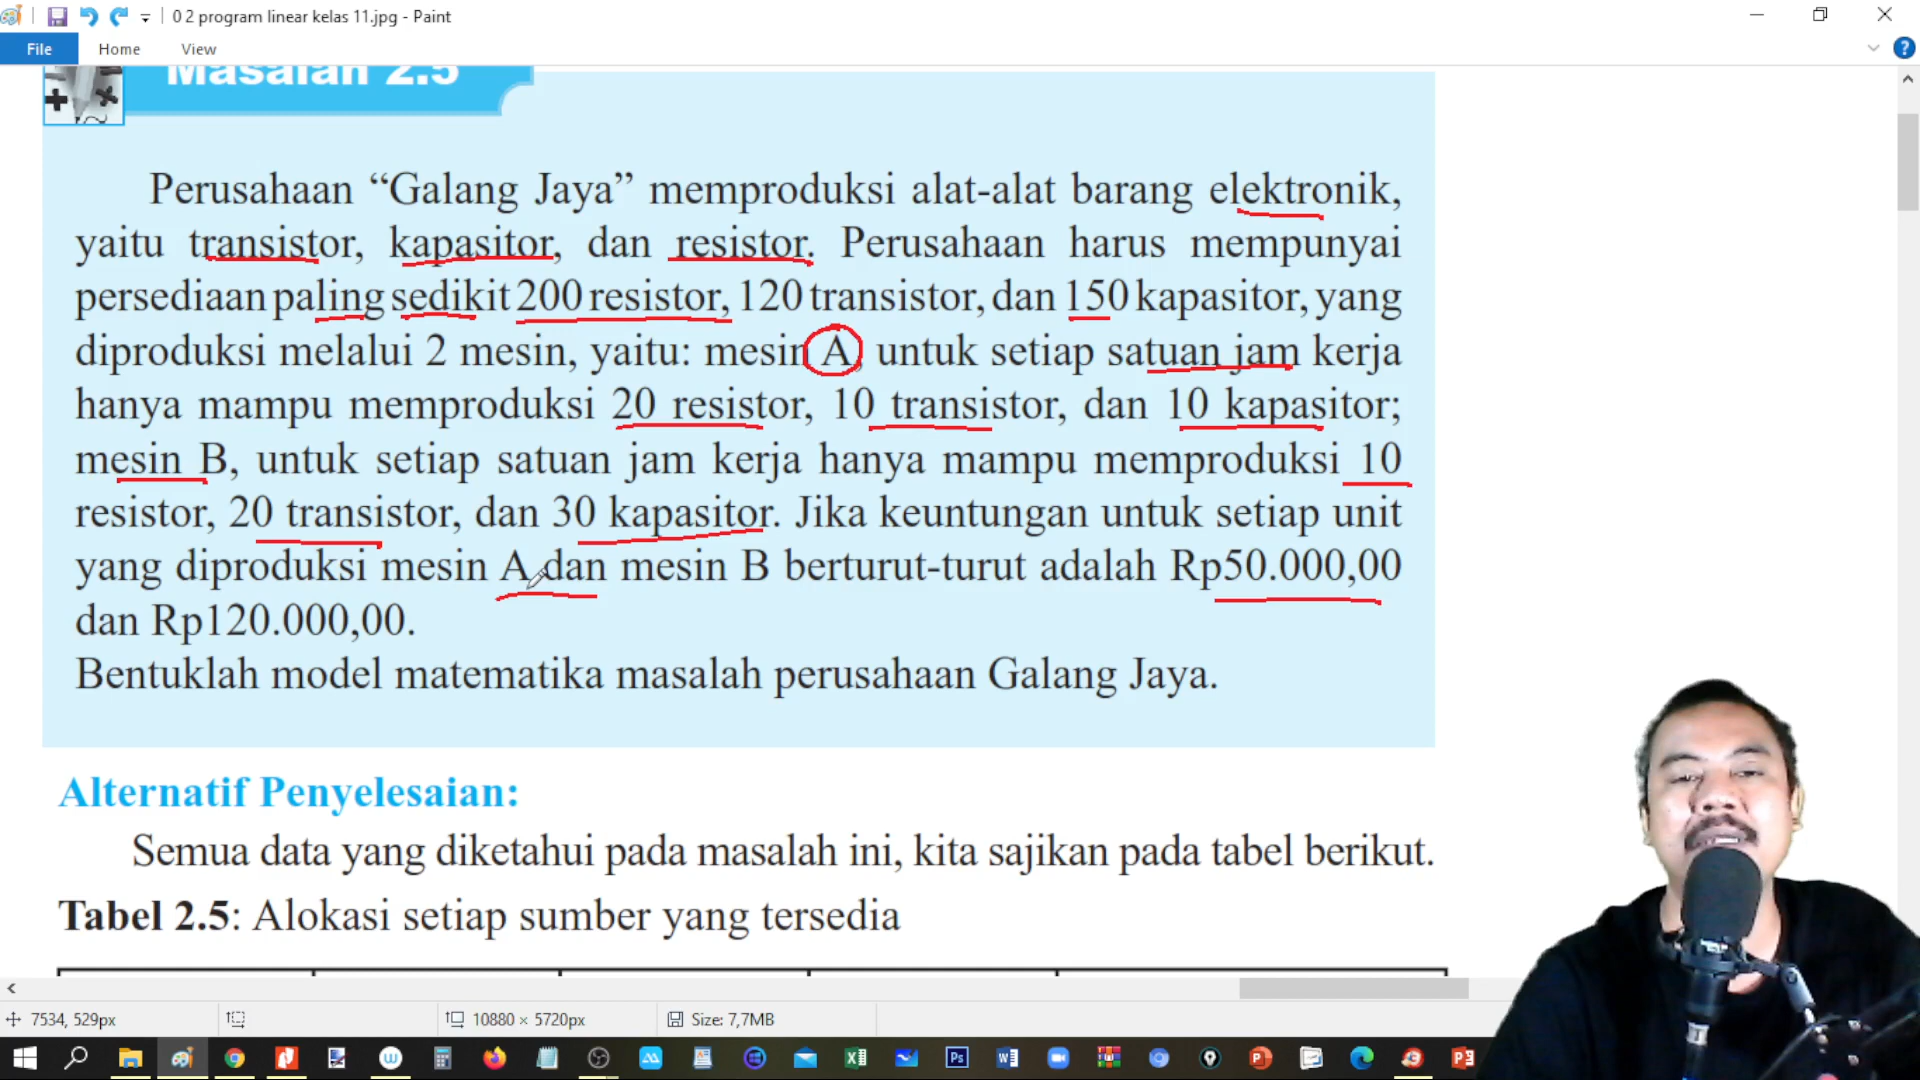 0 2 program linear kelas 11.jpg - Paint
File Home View
Masalah 2.5
Perusahaan “Galang Jaya” memproduksi alat-alat barang elektronik,
yaitu transistor, kapasitor, dan resistor. Perusahaan harus mempunyai
persediaan paling sedikit 200 resistor, 120 transistor, dan 150 kapasitor, yang
diproduksi melalui 2 mesin, yaitu: mesin A, untuk setiap satuan jam kerja
hanya mampu memproduksi 20 resistor, 10 transistor, dan 10 kapasitor;
mesin B, untuk setiap satuan jam kerja hanya mampu memproduksi 10
resistor, 20 transistor, dan 30 kapasitor. Jika keuntungan untuk setiap unit
yang diproduksi mesin A dan mesin B berturut-turut adalah Rp50.000,00
dan Rp120.000,00.
Bentuklah model matematika masalah perusahaan Galang Jaya.
Alternatif Penyelesaian:
Semua data yang diketahui pada masalah ini, kita sajikan pada tabel berikut.
Tabel 2.5: Alokasi setiap sumber yang tersedia
7534, 529px 10880 × 5720px Size: 7,7MB